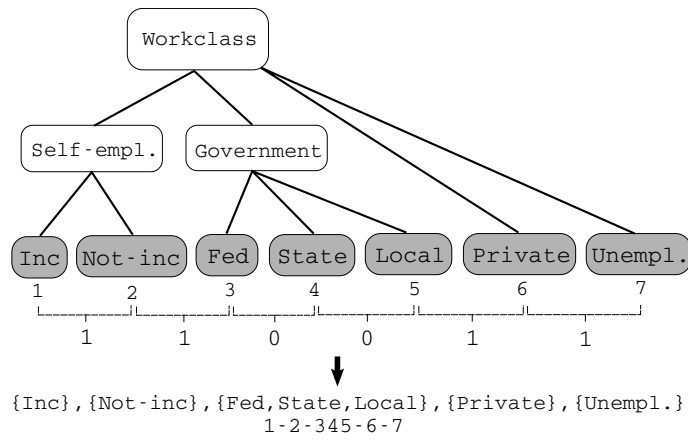 Workclass
Self-empl. Government
Inc Not-inc Fed State Local Private Unempl.
1 2 3 4 5 6 7
1 1 0 0 1 1
{Inc},{Not-inc},{Fed,State,Local},{Private},{Unempl.}
1-2-345-6-7